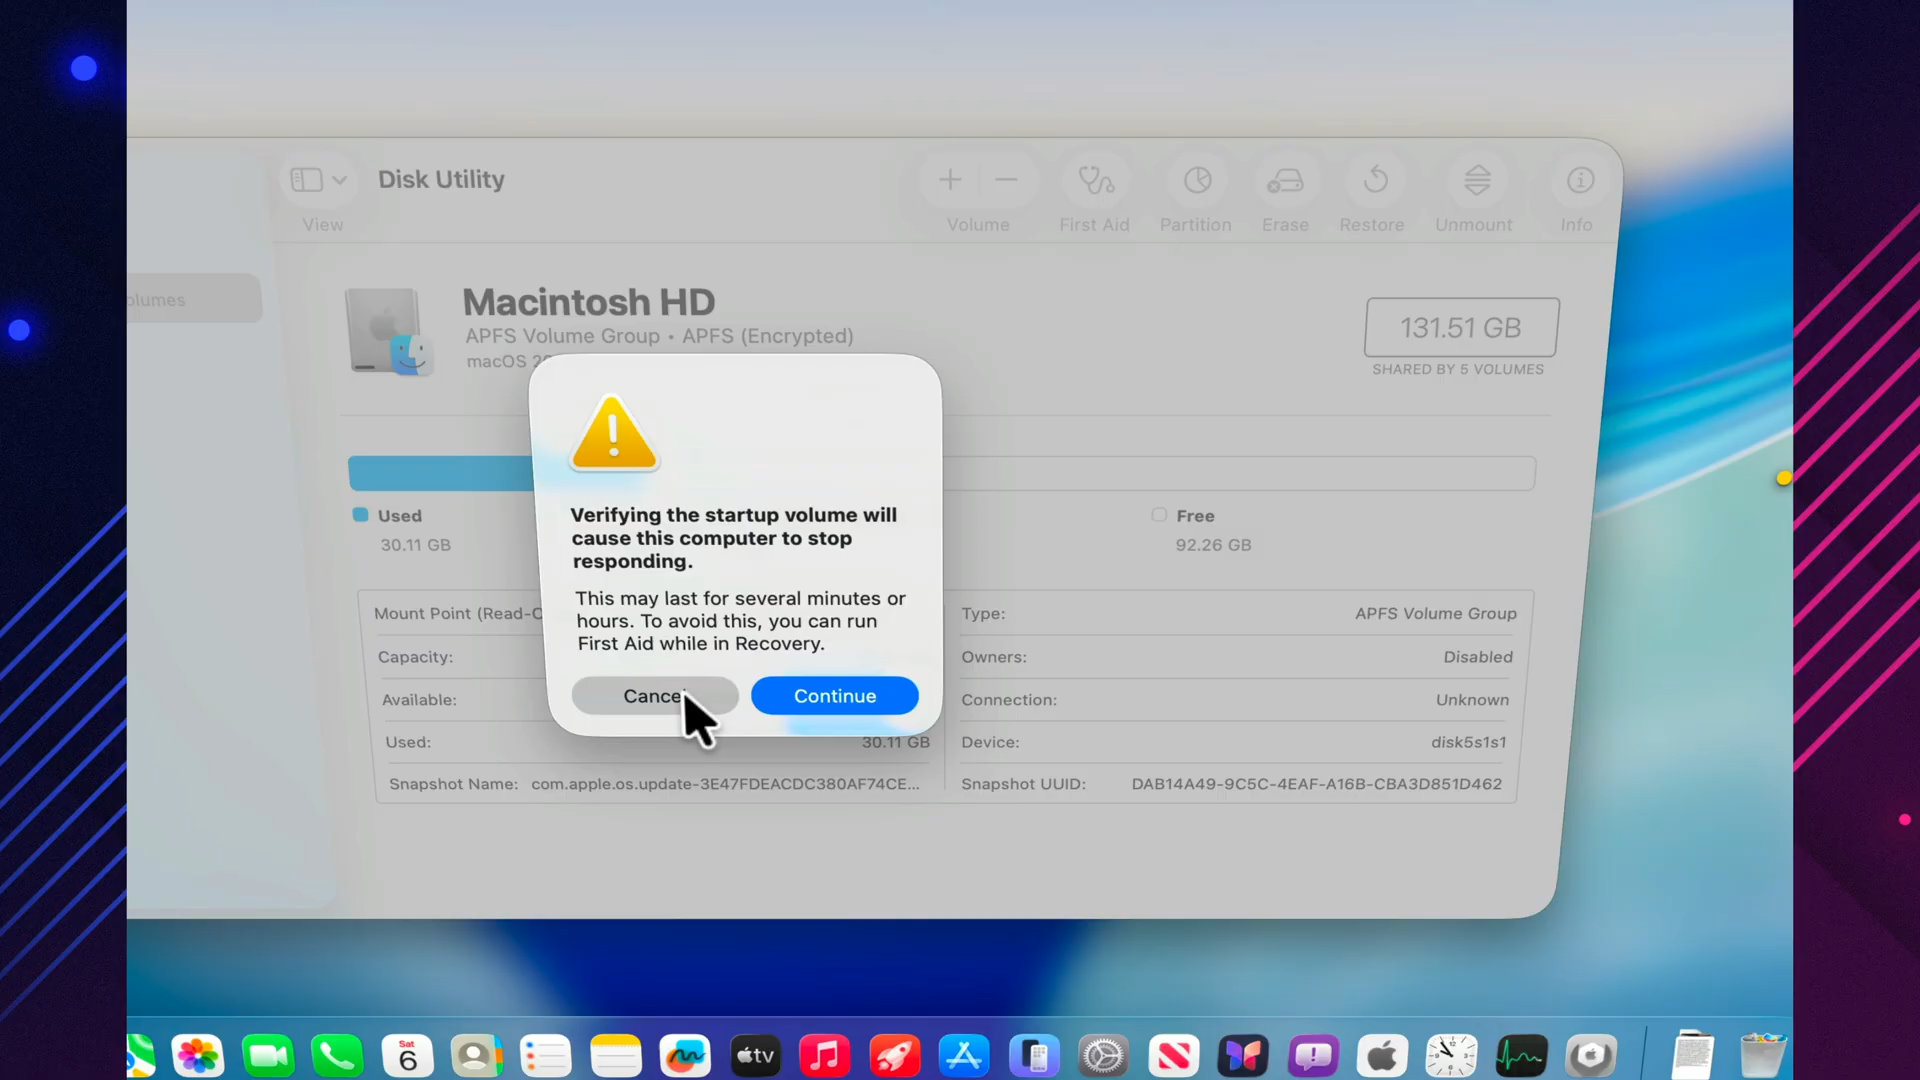 Disk Utility
View
Volume
First Aid
Partition
Erase
Restore
Unmount
Info
Macintosh HD
APFS Volume Group • APFS (Encrypted)
macOS
131.51 GB
SHARED BY 5 VOLUMES
Verifying the startup volume will
cause this computer to stop
responding.
This may last for several minutes or
hours. To avoid this, you can run
First Aid while in Recovery.
Continue
Used
30.11 GB
Free
92.26 GB
Mount Point
Capacity:
Available:
Used:
30.11 GB
Snapshot Name: com.apple.os.update-3E47FDEACDC380AF74CE...
Type: APFS Volume Group
Owners: Disabled
Connection: Unknown
Device: disk5s1s1
Snapshot UUID: DAB14A49-9C5C-4EAF-A16B-CBA3D851D462
Sat
6
tv